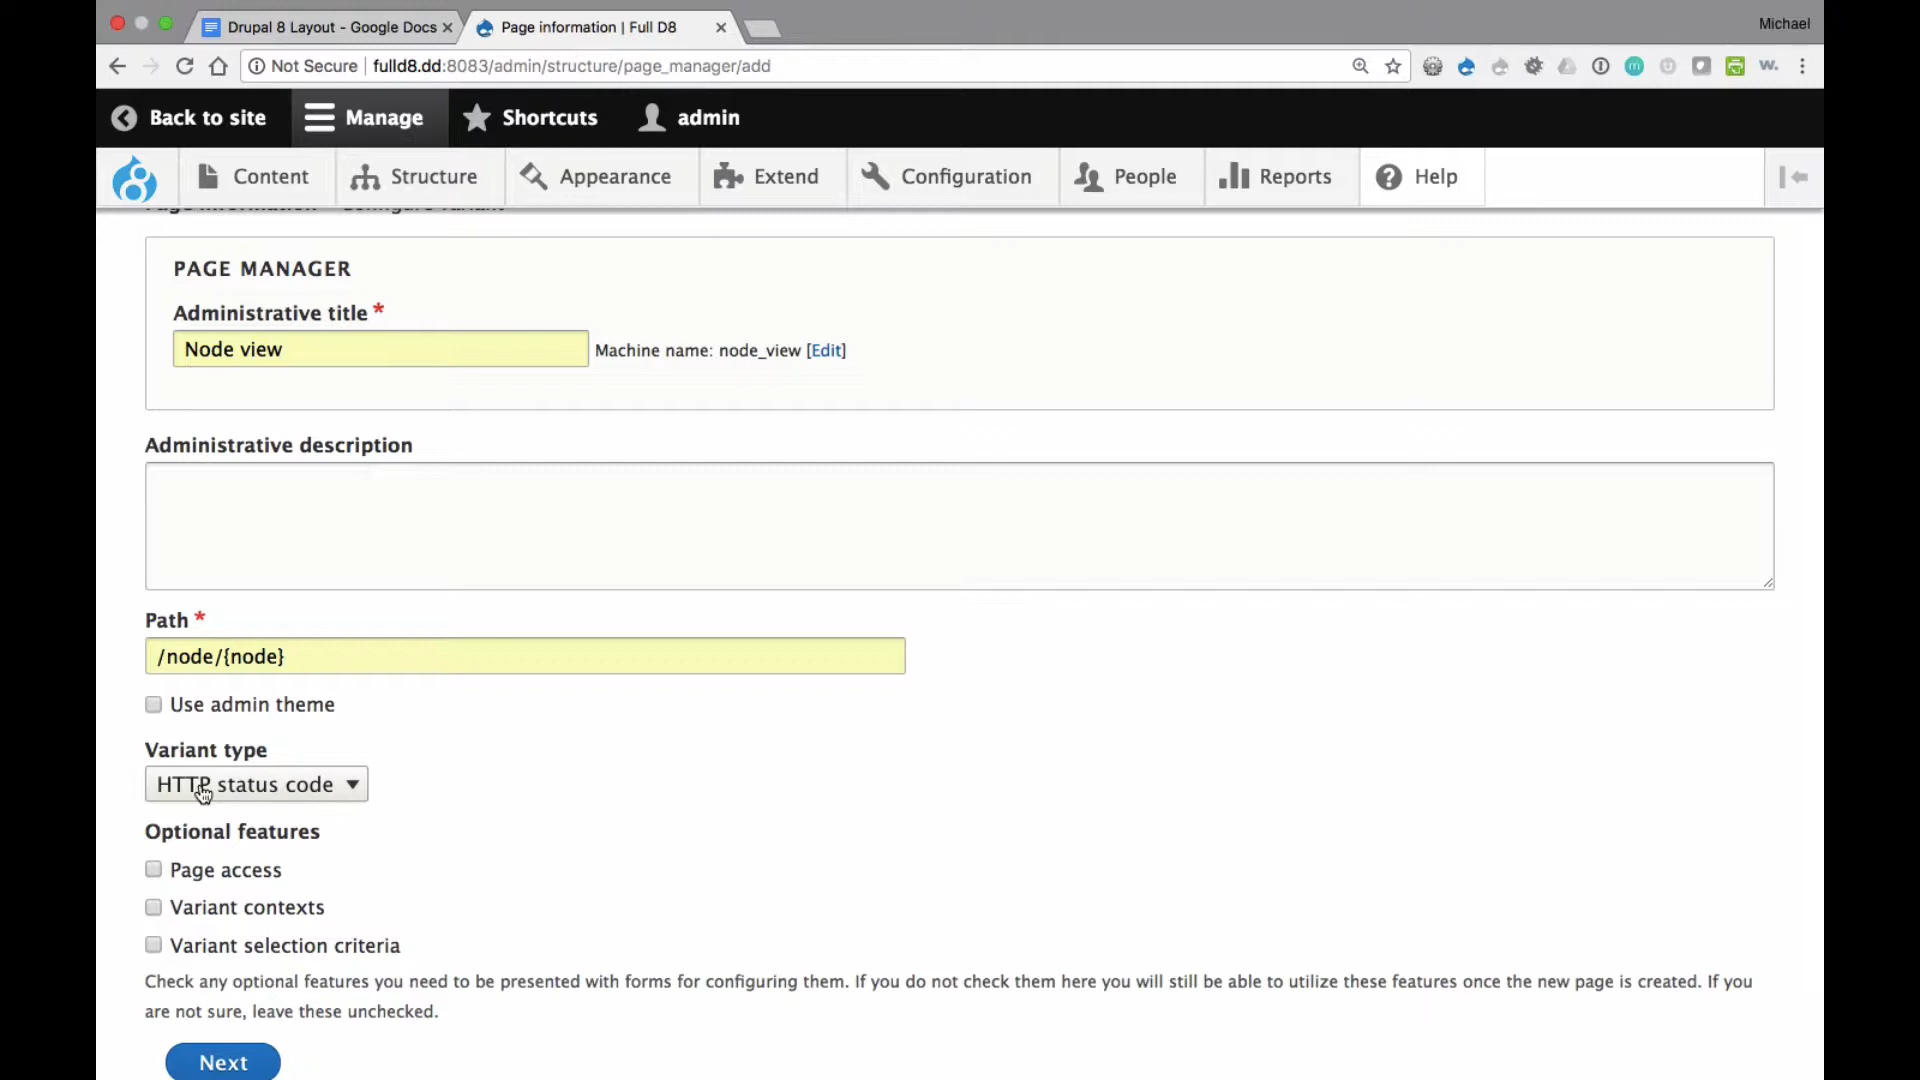 Drupal 8 Layout - Google Docs
Page information | Full D8
Michael
Not Secure
fulld8.dd:8083/admin/structure/page_manager/add
Back to site
Manage
Shortcuts
admin
Content
Structure
Appearance
Extend
Configuration
People
Reports
Help
PAGE MANAGER
Administrative title *
Node view
Machine name: node_view [Edit]
Administrative description
Path *
/node/{node}
Use admin theme
Variant type
HTTP status code
Optional features
Page access
Variant contexts
Variant selection criteria
Check any optional features you need to be presented with forms for configuring them. If you do not check them here you will still be able to utilize these features once the new page is created. If you
are not sure, leave these unchecked.
Next